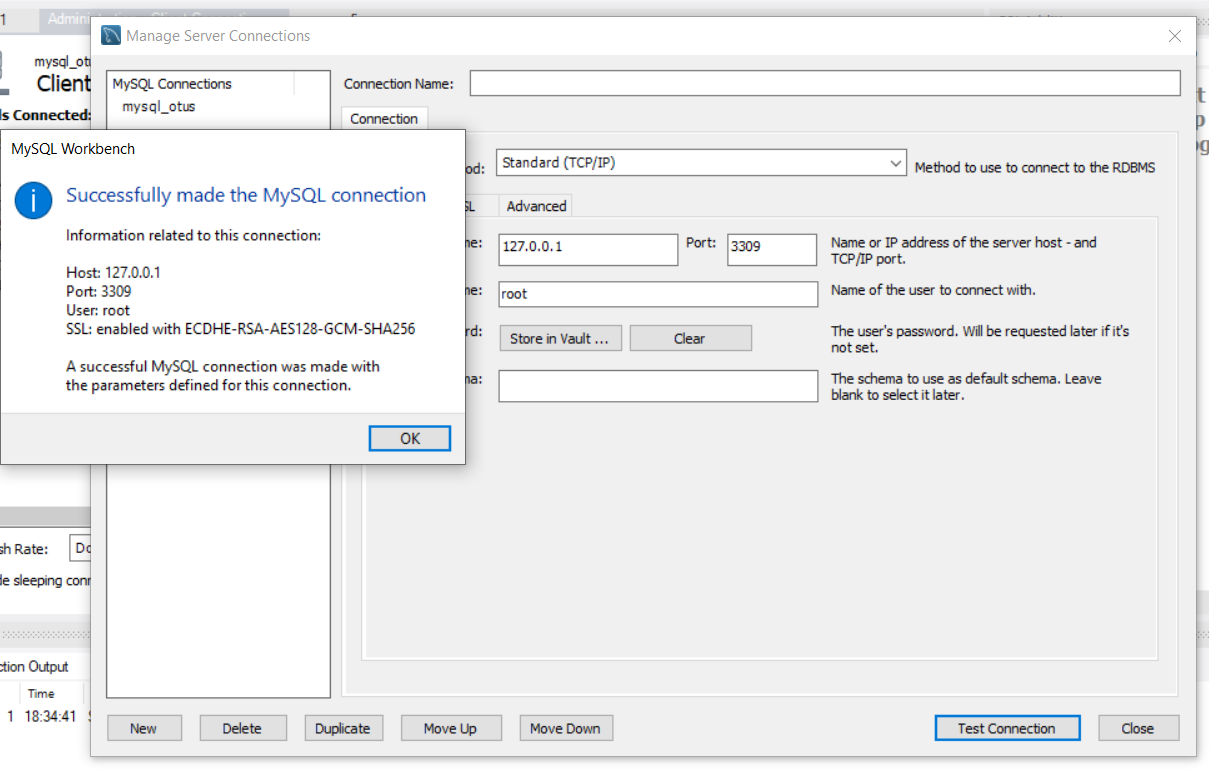 1
Manage Server Connections
mysql_otu
Client
s Connected:
MySQL Connections
mysql_otus
Connection Name:
Connection
od: Standard (TCP/IP) Method to use to connect to the RDBMS
SL Advanced
me: 127.0.0.1 Port: 3309 Name or IP address of the server host - and
TCP/IP port.
me: root Name of the user to connect with.
rd: Store in Vault ... Clear The user's password. Will be requested later if it's
not set.
ma: The schema to use as default schema. Leave
blank to select it later.
MySQL Workbench
Successfully made the MySQL connection
Information related to this connection:
Host: 127.0.0.1
Port: 3309
User: root
SSL: enabled with ECDHE-RSA-AES128-GCM-SHA256
A successful MySQL connection was made with
the parameters defined for this connection.
OK
sh Rate: Do
de sleeping conn
ction Output
Time
1 18:34:41
New Delete Duplicate Move Up Move Down Test Connection Close